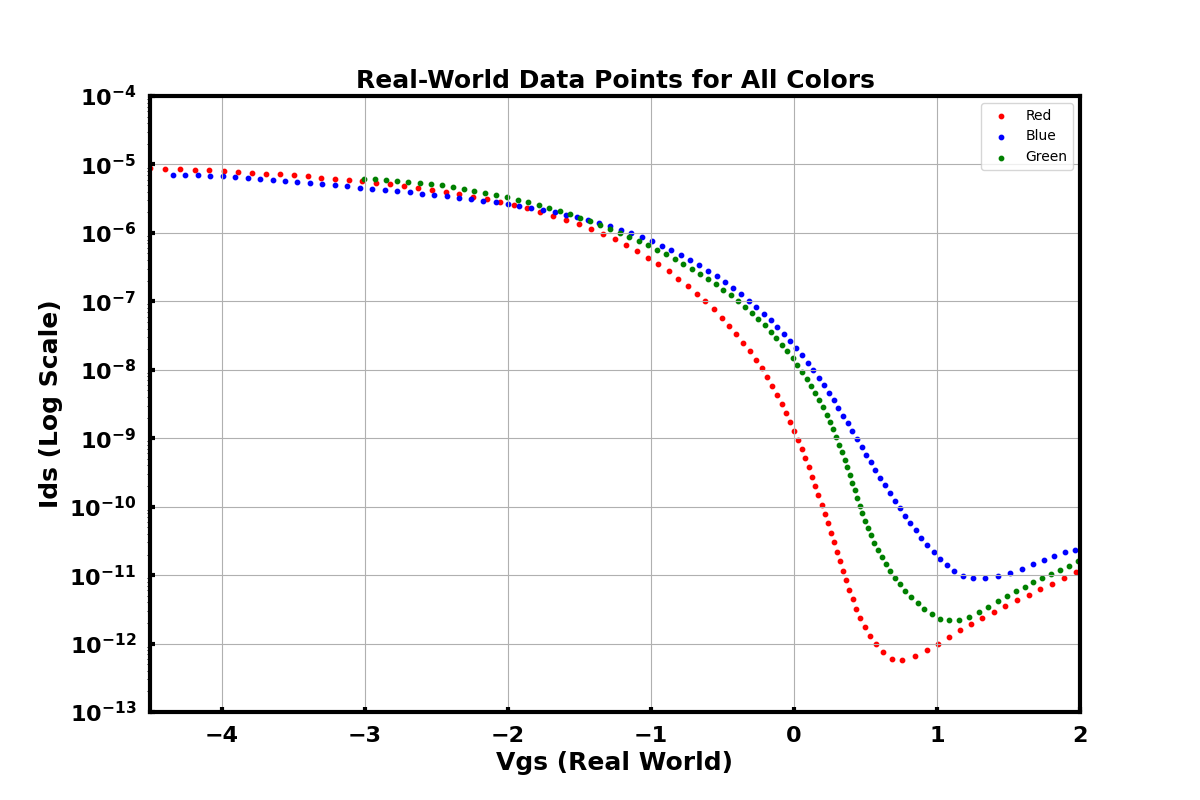 Real-World Data Points for All Colors
Red
Blue
Green
10⁻⁴
10⁻⁵
10⁻⁶
10⁻⁷
10⁻⁸
10⁻⁹
10⁻¹⁰
10⁻¹¹
10⁻¹²
10⁻¹³
Ids (Log Scale)
−4 −3 −2 −1 0 1 2
Vgs (Real World)